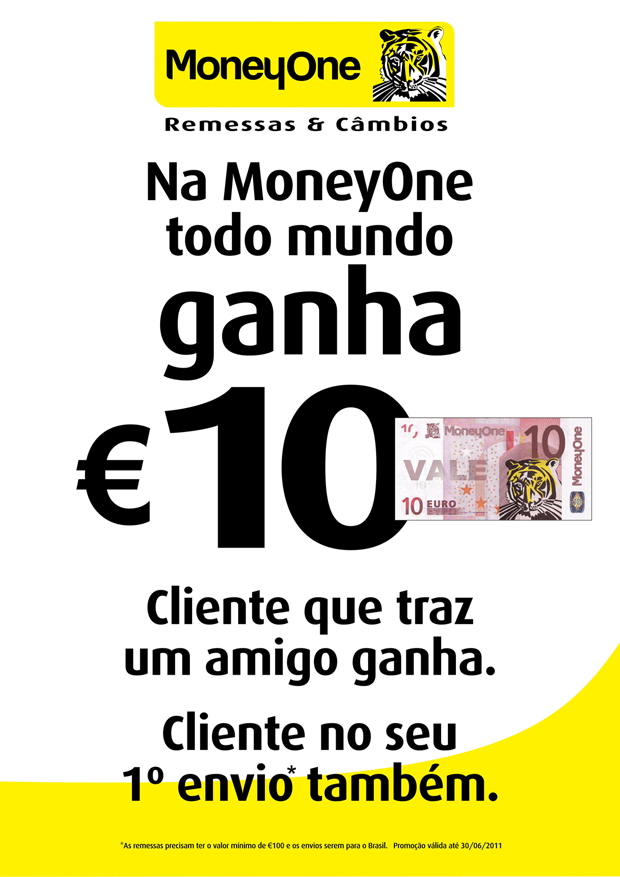 MoneyOne
Remessas & Câmbios
Na MoneyOne
todo mundo
ganha
€10
10, MoneyOne 10
VALE
10 EURO
MoneyOne
Cliente que traz
um amigo ganha.
Cliente no seu
1º envio* também.
*As remessas precisam ter o valor mínimo de €100 e os envios serem para o Brasil. Promoção válida até 30/06/2011